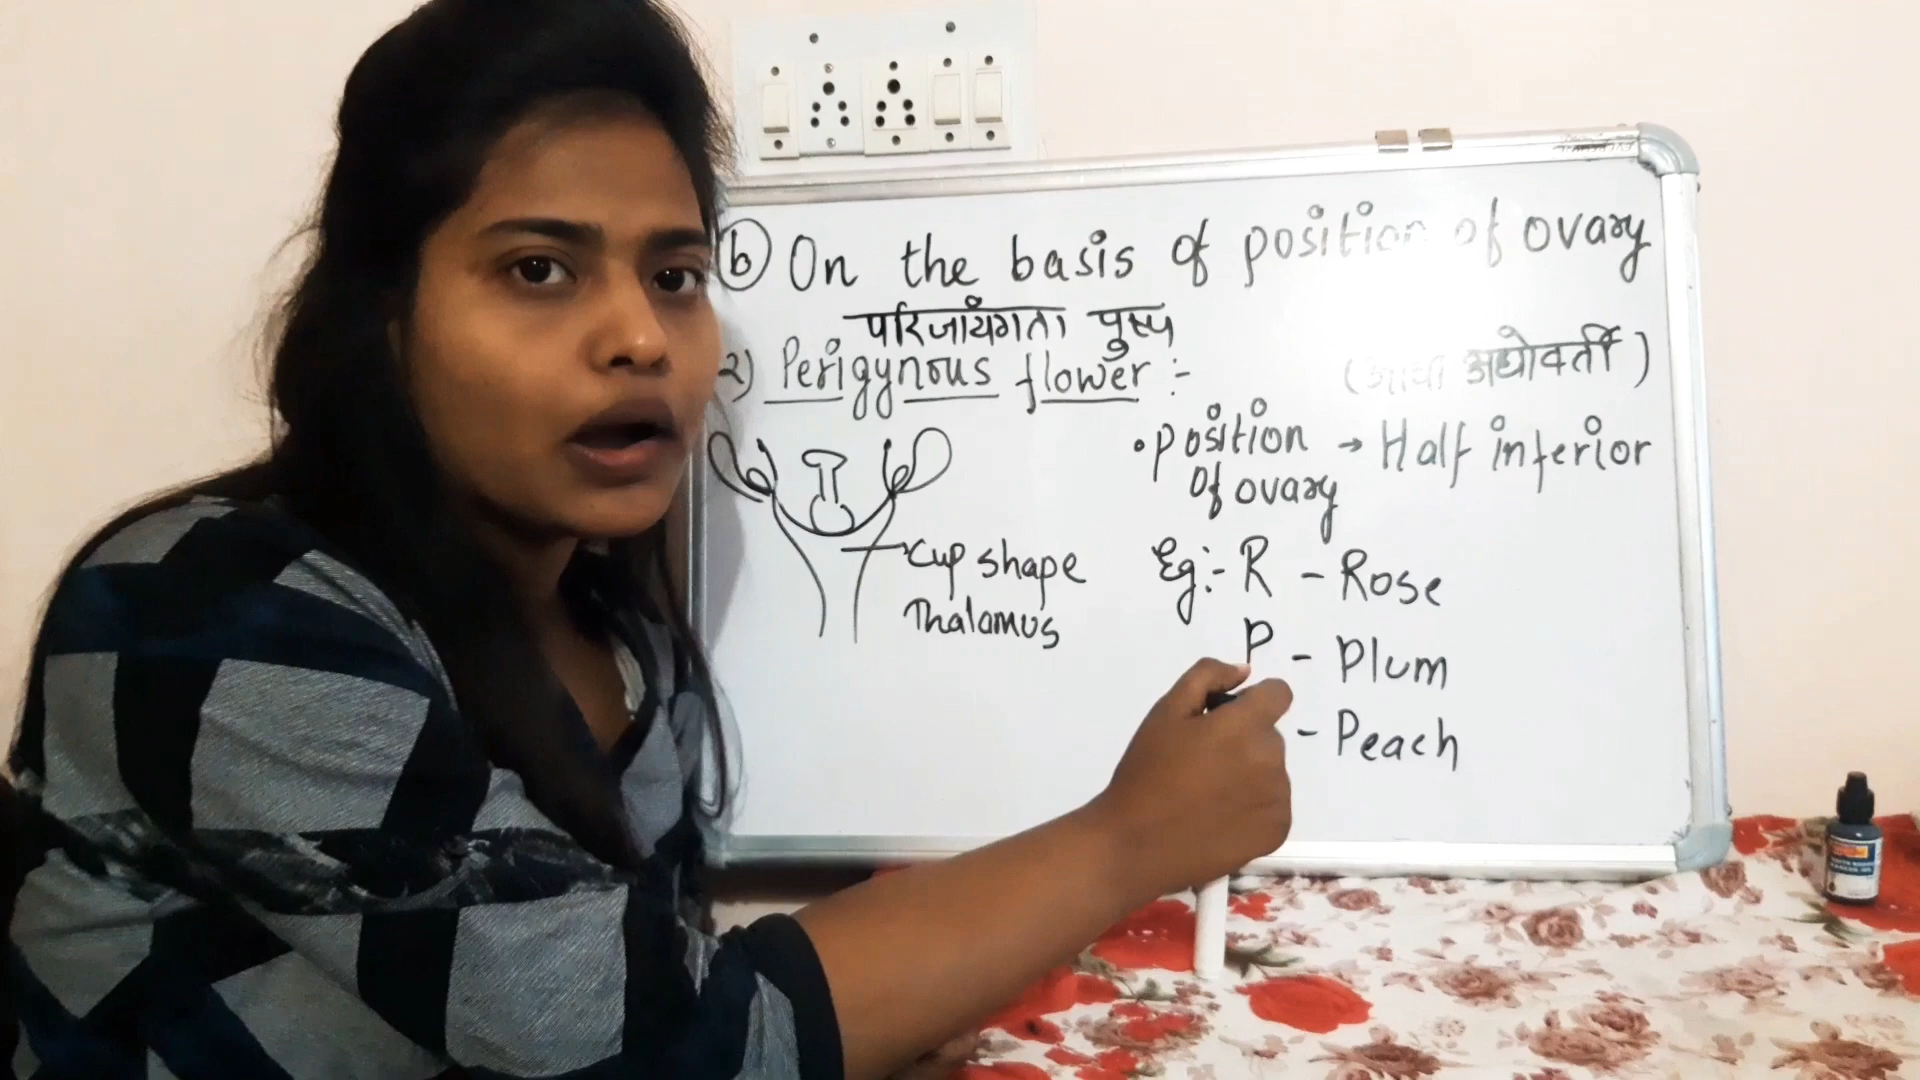 b On the basis of position of ovary
परिजायांगता पुष्प
2) Perigynous flower :-
(आधा अधोवर्ती)
• position → Half inferior
of ovary
Cup shape
Thalamus
Eg:- R - Rose
P - Plum
- Peach